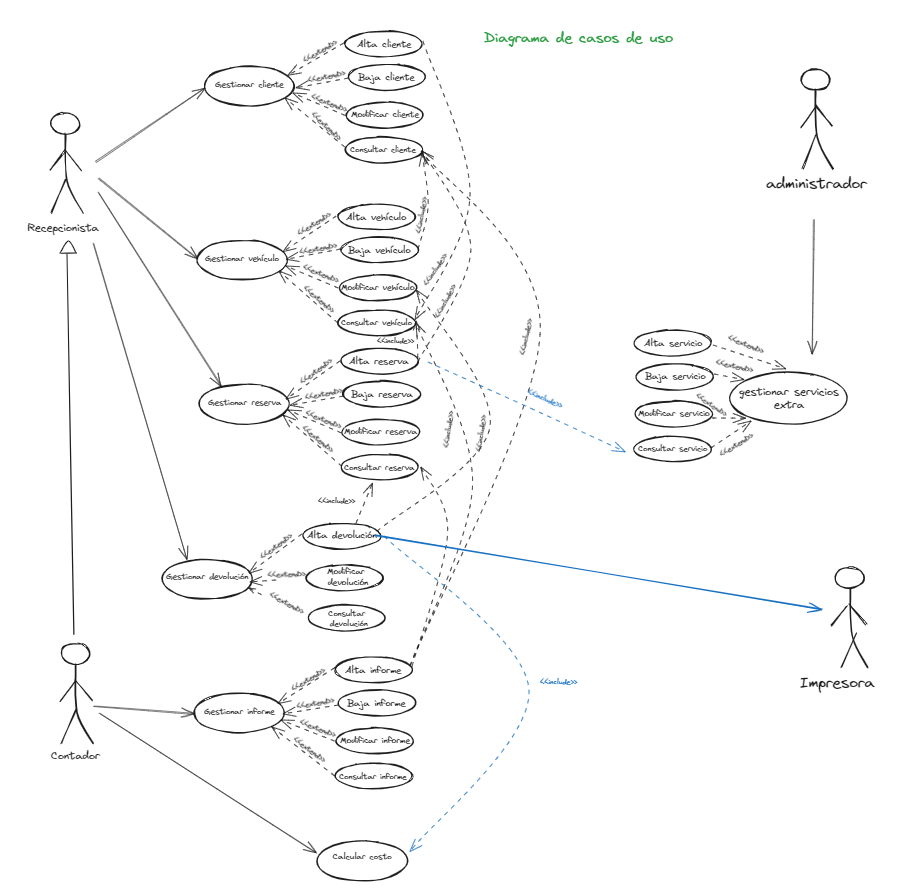 Diagrama de casos de uso
Alta cliente
<<extend>>
Gestionar cliente
Baja cliente
<<extend>>
Modificar cliente
<<extend>>
Consultar cliente
<<extend>>
Recepcionista
administrador
Alta vehículo
<<extend>>
Gestionar vehículo
Baja vehículo
<<extend>>
Modificar vehículo
<<extend>>
Consultar vehículo
<<extend>>
<<include>>
<<include>>
<<include>>
<<include>>
<<include>>
Alta reserva
<<extend>>
Gestionar reserva
Baja reserva
<<extend>>
Modificar reserva
<<extend>>
Consultar reserva
<<extend>>
<<include>>
<<include>>
<<include>>
<<include>>
Alta servicio
<<extend>>
Baja servicio
<<extend>>
gestionar servicios
extra
Modificar servicio
<<extend>>
Consultar servicio
<<extend>>
Alta devolución
<<extend>>
Gestionar devolución
Modificar
devolución
<<extend>>
Consultar
devolución
<<extend>>
Impresora
<<include>>
Alta informe
<<extend>>
Gestionar informe
Baja informe
<<extend>>
Modificar informe
<<extend>>
Consultar informe
<<extend>>
Contador
Calcular costo